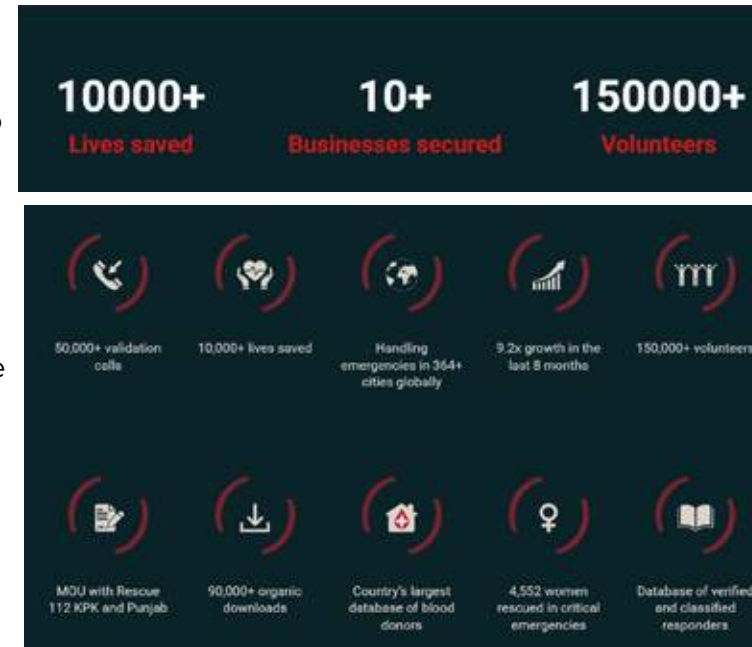 10000+ 10+ 150000+
Lives saved Businesses secured Volunteers
50,000+ validation
calls
10,000+ lives saved
Handling
emergencies in 364+
cities globally
9.2x growth in the
last 8 months
150,000+ volunteers
MOU with Rescue
112 KPK and Punjab
90,000+ organic
downloads
Country's largest
database of blood
donors
4,552 women
rescued in critical
emergencies
Database of verified
and classified
responders